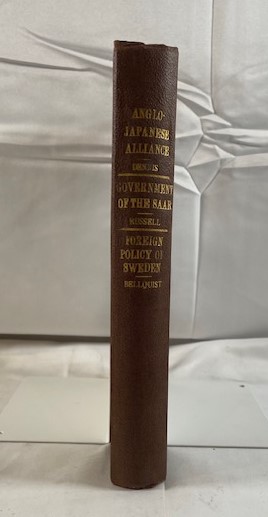 ANGLO-
JAPANESE
ALLIANCE
DENNIS
GOVERNMENT
OF THE SAAR
RUSSELL
FOREIGN
POLICY OF
SWEDEN
BELLQUIST